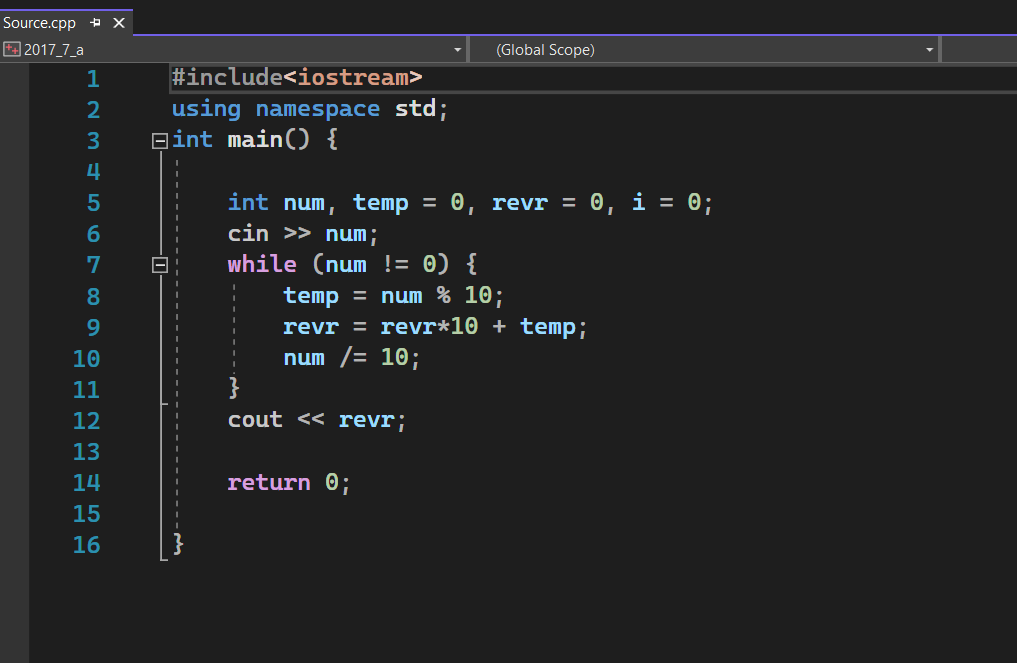 Source.cpp
2017_7_a (Global Scope)
1 #include<iostream>
2 using namespace std;
3 int main() {
4
5 int num, temp = 0, revr = 0, i = 0;
6 cin >> num;
7 while (num != 0) {
8 temp = num % 10;
9 revr = revr*10 + temp;
10 num /= 10;
11 }
12 cout << revr;
13
14 return 0;
15
16 }